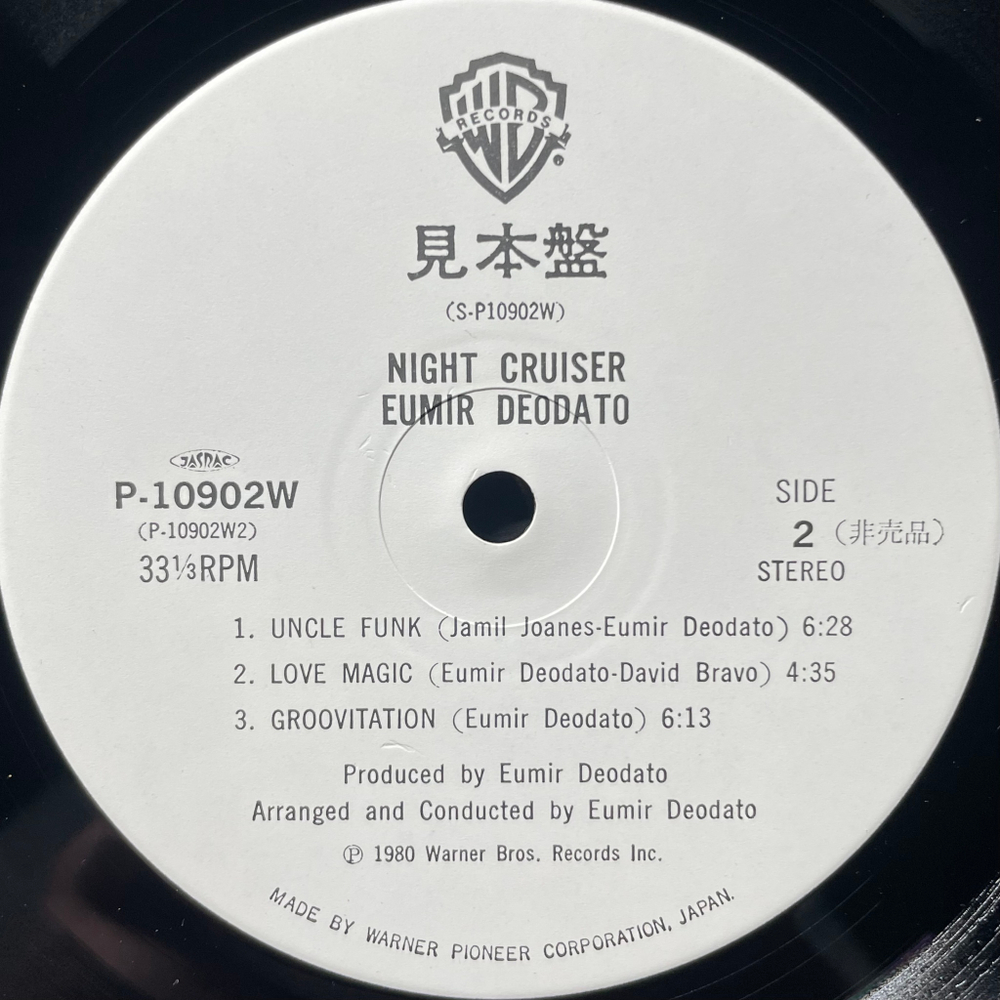 WB
RECORDS
®
見本盤
(S-P10902W)
NIGHT CRUISER
EUMIR DEODATO
JASRAC
P-10902W
(P-10902W2)
33⅓RPM
SIDE
2 (非売品)
STEREO
1. UNCLE FUNK (Jamil Joanes-Eumir Deodato) 6:28
2. LOVE MAGIC (Eumir Deodato-David Bravo) 4:35
3. GROOVITATION (Eumir Deodato) 6:13
Produced by Eumir Deodato
Arranged and Conducted by Eumir Deodato
℗ 1980 Warner Bros. Records Inc.
MADE BY WARNER PIONEER CORPORATION, JAPAN.